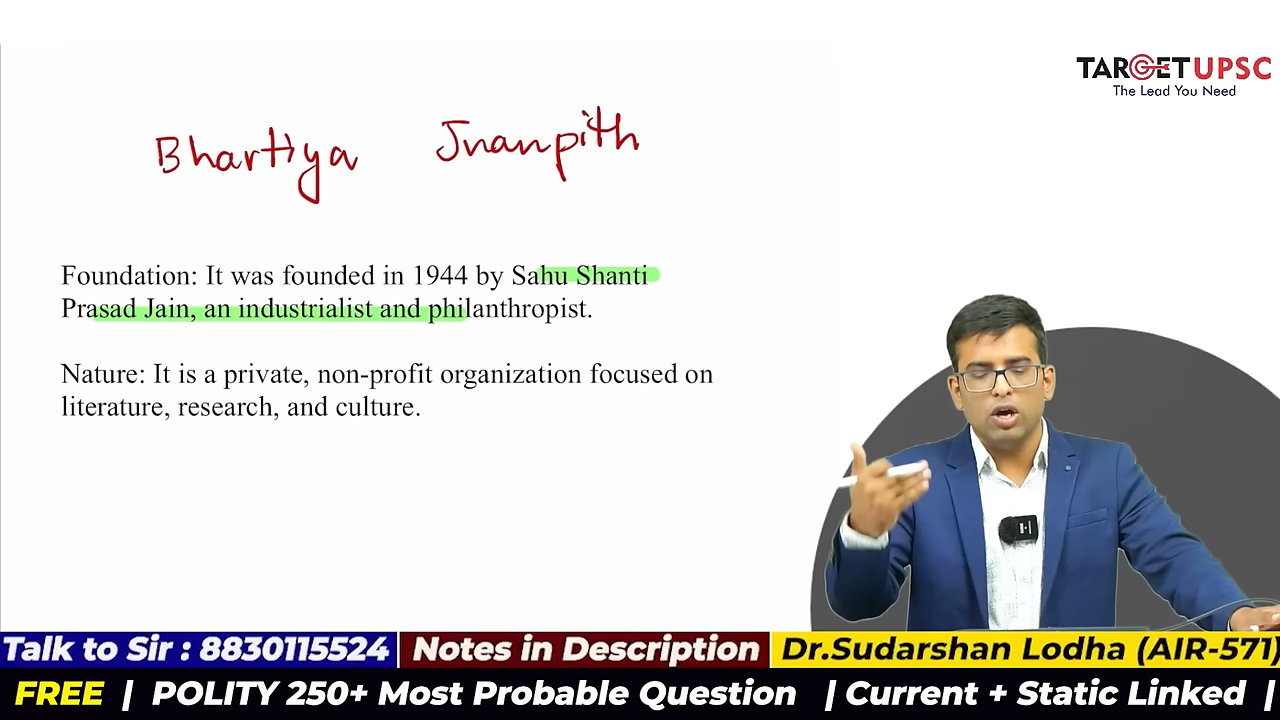 TARGETUPSC
The Lead You Need
Bhartiya Jnanpith
Foundation: It was founded in 1944 by Sahu Shanti
Prasad Jain, an industrialist and philanthropist.
Nature: It is a private, non-profit organization focused on
literature, research, and culture.
Talk to Sir : 8830115524 Notes in Description Dr.Sudarshan Lodha (AIR-571)
FREE | POLITY 250+ Most Probable Question | Current + Static Linked |